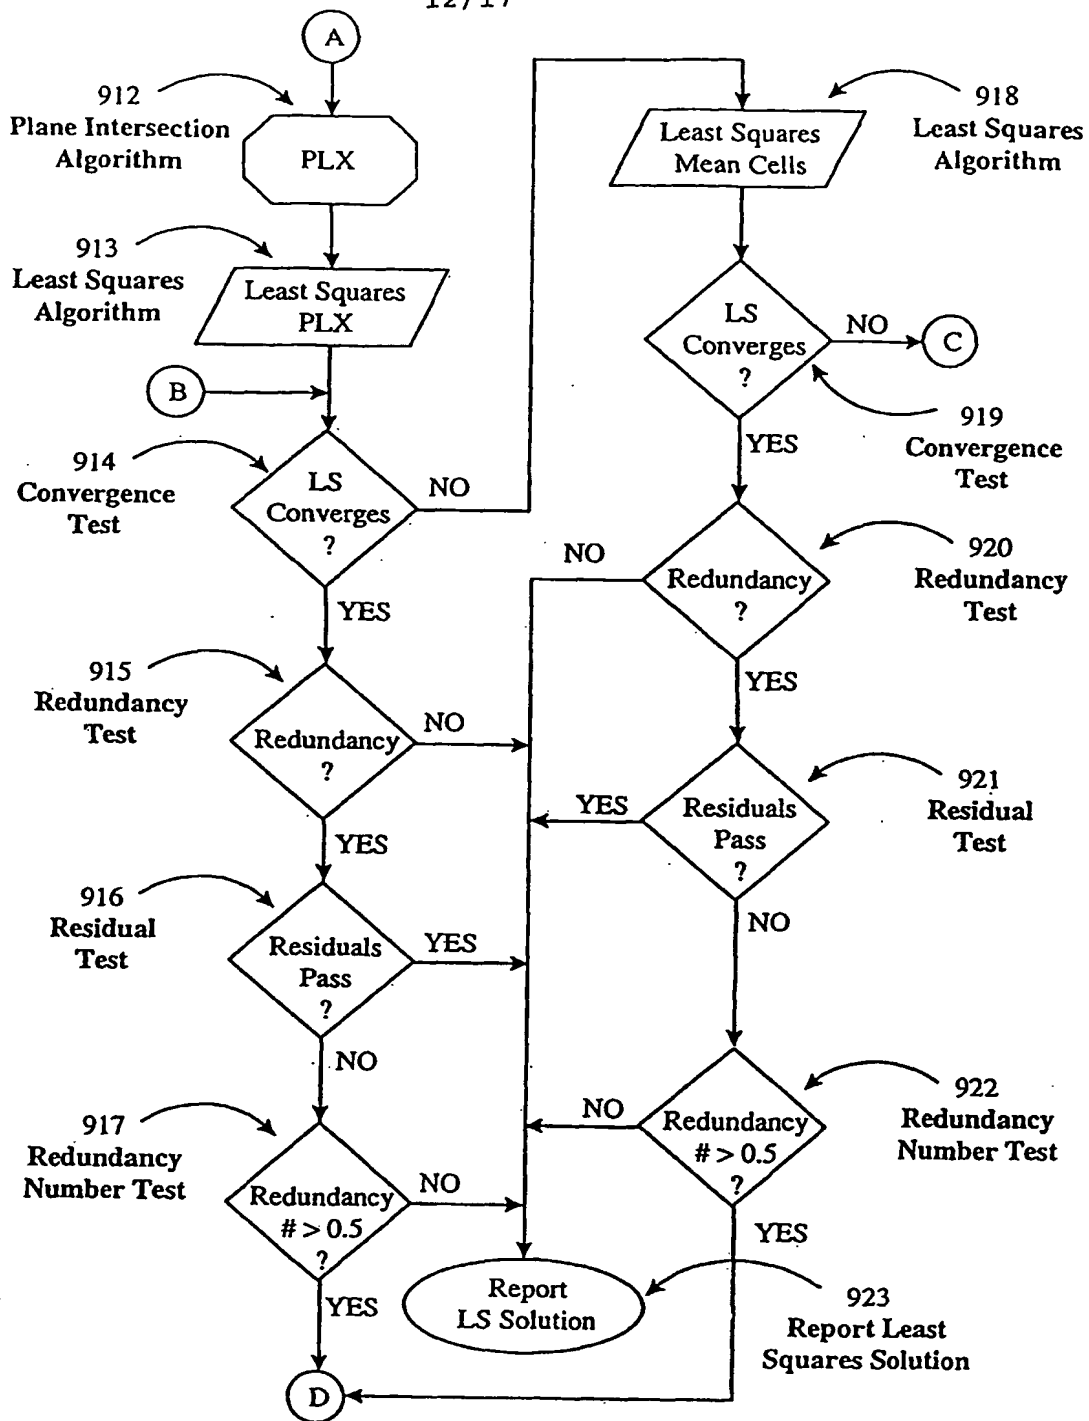 12/17
A
912
Plane Intersection
Algorithm
PLX
913
Least Squares
Algorithm
Least Squares
PLX
B
914
Convergence
Test
LS
Converges
?
NO
YES
915
Redundancy
Test
Redundancy
?
NO
YES
916
Residual
Test
Residuals
Pass
?
YES
NO
917
Redundancy
Number Test
Redundancy
# > 0.5
?
NO
YES
D
Least Squares
Mean Cells
918
Least Squares
Algorithm
LS
Converges
?
NO
C
919
Convergence
Test
YES
NO
Redundancy
?
920
Redundancy
Test
YES
YES
Residuals
Pass
?
921
Residual
Test
NO
NO
Redundancy
# > 0.5
?
922
Redundancy
Number Test
YES
Report
LS Solution
923
Report Least
Squares Solution